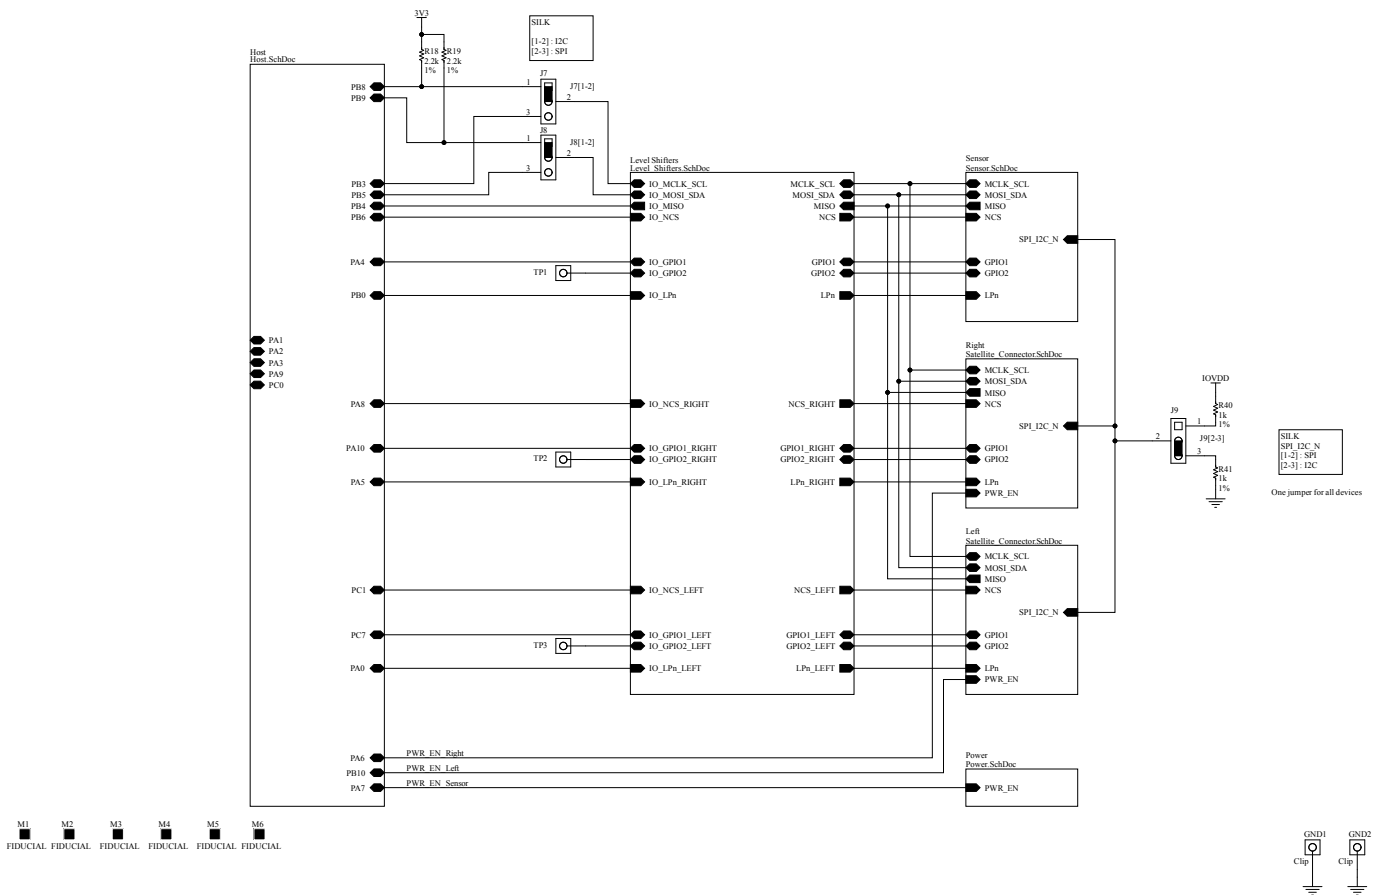 3V3
SILK
[1-2] : I2C
[2-3] : SPI
R18
2.2k
1%
R19
2.2k
1%
Host
Host.SchDoc
PB8
PB9
PB3
PB5
PB4
PB6
PA4
PB0
PA1
PA2
PA3
PA9
PC0
PA8
PA10
PA5
PC1
PC7
PA0
PA6
PB10
PA7
J7
1
2
3
J7[1-2]
J8
1
2
3
J8[1-2]
TP1
TP2
TP3
PWR_EN_Right
PWR_EN_Left
PWR_EN_Sensor
Level Shifters
Level_Shifters.SchDoc
IO_MCLK_SCL
IO_MOSI_SDA
IO_MISO
IO_NCS
IO_GPIO1
IO_GPIO2
IO_LPn
IO_NCS_RIGHT
IO_GPIO1_RIGHT
IO_GPIO2_RIGHT
IO_LPn_RIGHT
IO_NCS_LEFT
IO_GPIO1_LEFT
IO_GPIO2_LEFT
IO_LPn_LEFT
MCLK_SCL
MOSI_SDA
MISO
NCS
GPIO1
GPIO2
LPn
NCS_RIGHT
GPIO1_RIGHT
GPIO2_RIGHT
LPn_RIGHT
NCS_LEFT
GPIO1_LEFT
GPIO2_LEFT
LPn_LEFT
Sensor
Sensor.SchDoc
MCLK_SCL
MOSI_SDA
MISO
NCS
SPI_I2C_N
GPIO1
GPIO2
LPn
Right
Satellite_Connector.SchDoc
MCLK_SCL
MOSI_SDA
MISO
NCS
SPI_I2C_N
GPIO1
GPIO2
LPn
PWR_EN
Left
Satellite_Connector.SchDoc
MCLK_SCL
MOSI_SDA
MISO
NCS
SPI_I2C_N
GPIO1
GPIO2
LPn
PWR_EN
Power
Power.SchDoc
PWR_EN
IOVDD
R40
1k
1%
J9
1
2
3
J9[2-3]
R41
1k
1%
SILK
SPI_I2C_N
[1-2] : SPI
[2-3] : I2C
One jumper for all devices
M1
FIDUCIAL
M2
FIDUCIAL
M3
FIDUCIAL
M4
FIDUCIAL
M5
FIDUCIAL
M6
FIDUCIAL
GND1
Clip
GND2
Clip